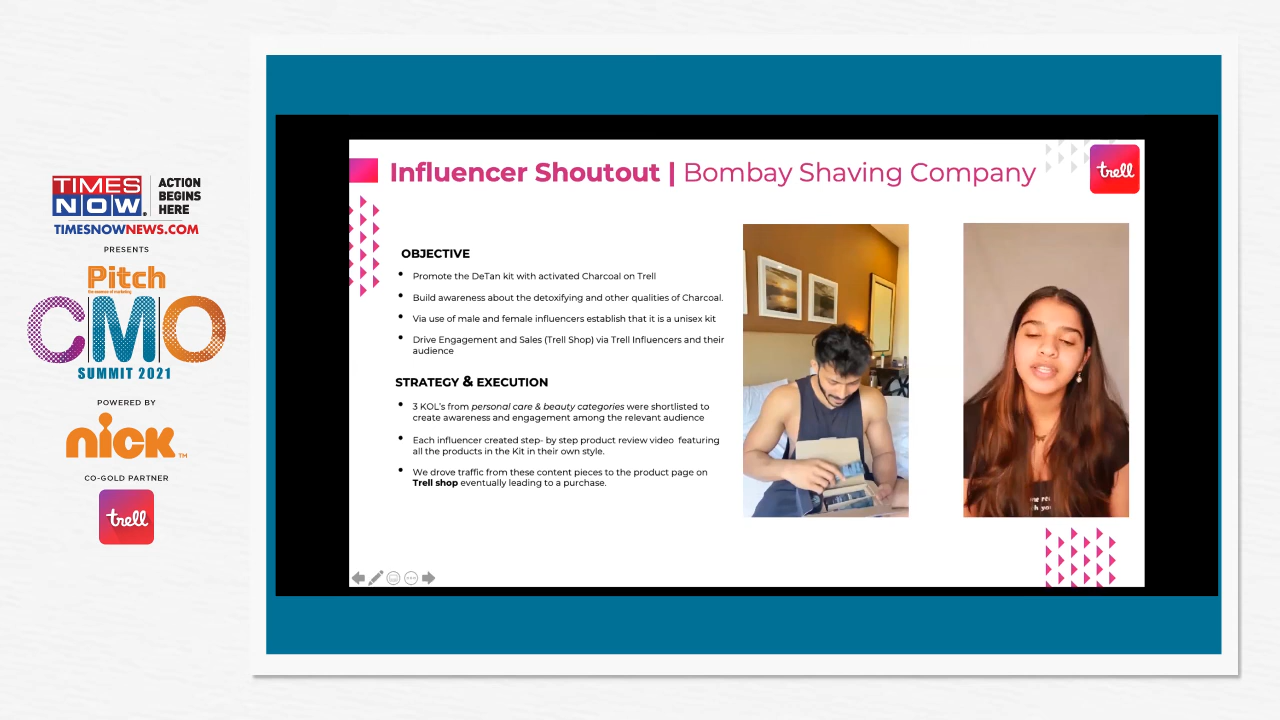 TIMES
NOW.
ACTION
BEGINS
HERE
TIMESNOWNEWS.COM
PRESENTS
Pitch
CMO
SUMMIT 2021
POWERED BY
nick
TM
CO-GOLD PARTNER
trell
Influencer Shoutout | Bombay Shaving Company
trell
OBJECTIVE
• Promote the DeTan kit with activated Charcoal on Trell
• Build awareness about the detoxifying and other qualities of Charcoal.
• Via use of male and female influencers establish that it is a unisex kit
• Drive Engagement and Sales (Trell Shop) via Trell Influencers and their
audience
STRATEGY & EXECUTION
• 3 KOL's from personal care & beauty categories were shortlisted to
create awareness and engagement among the relevant audience
• Each influencer created step- by step product review video featuring
all the products in the Kit in their own style.
• We drove traffic from these content pieces to the product page on
Trell shop eventually leading to a purchase.